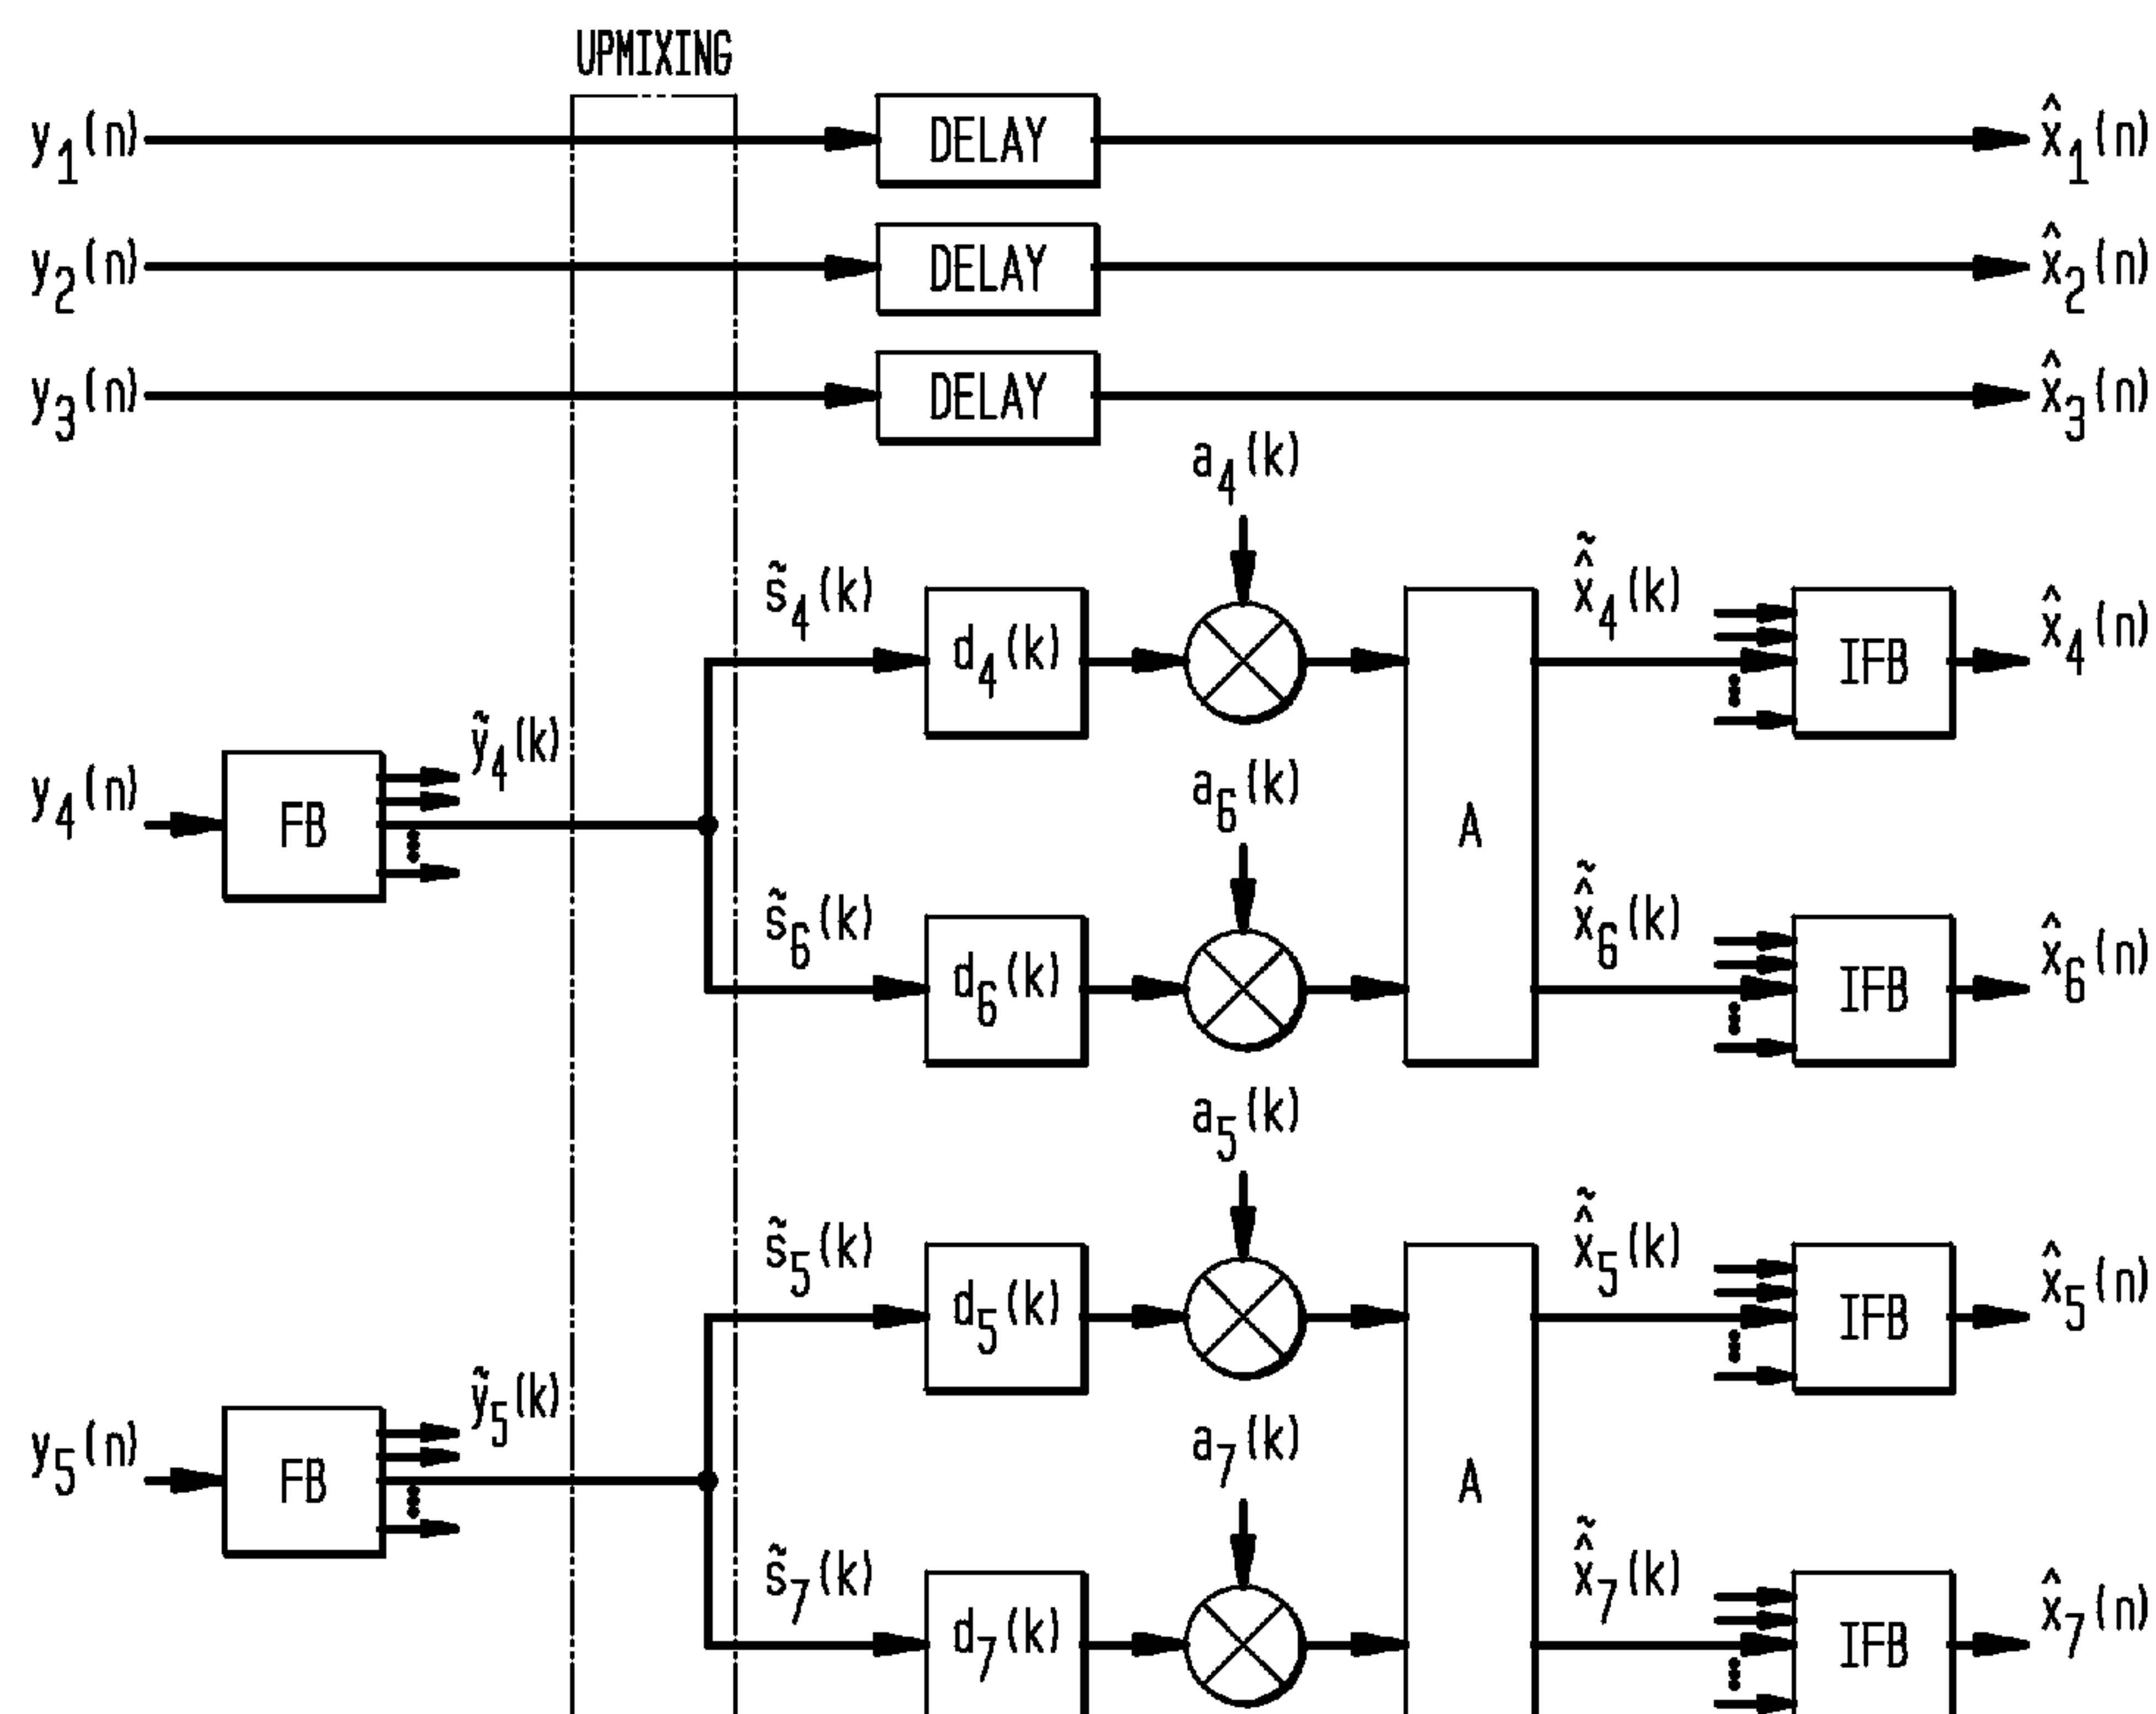 UPMIXING
y₁(n) DELAY x̂₁(n)
y₂(n) DELAY x̂₂(n)
y₃(n) DELAY x̂₃(n)
a₄(k)
s̃₄(k) d₄(k) x̂̃₄(k) IFB x̂₄(n)
y₄(n) FB ỹ₄(k) a₆(k) A
s̃₆(k) d₆(k) x̂̃₆(k) IFB x̂₆(n)
a₅(k)
s̃₅(k) d₅(k) x̂̃₅(k) IFB x̂₅(n)
y₅(n) FB ỹ₅(k) a₇(k) A
s̃₇(k) d₇(k) x̂̃₇(k) IFB x̂₇(n)